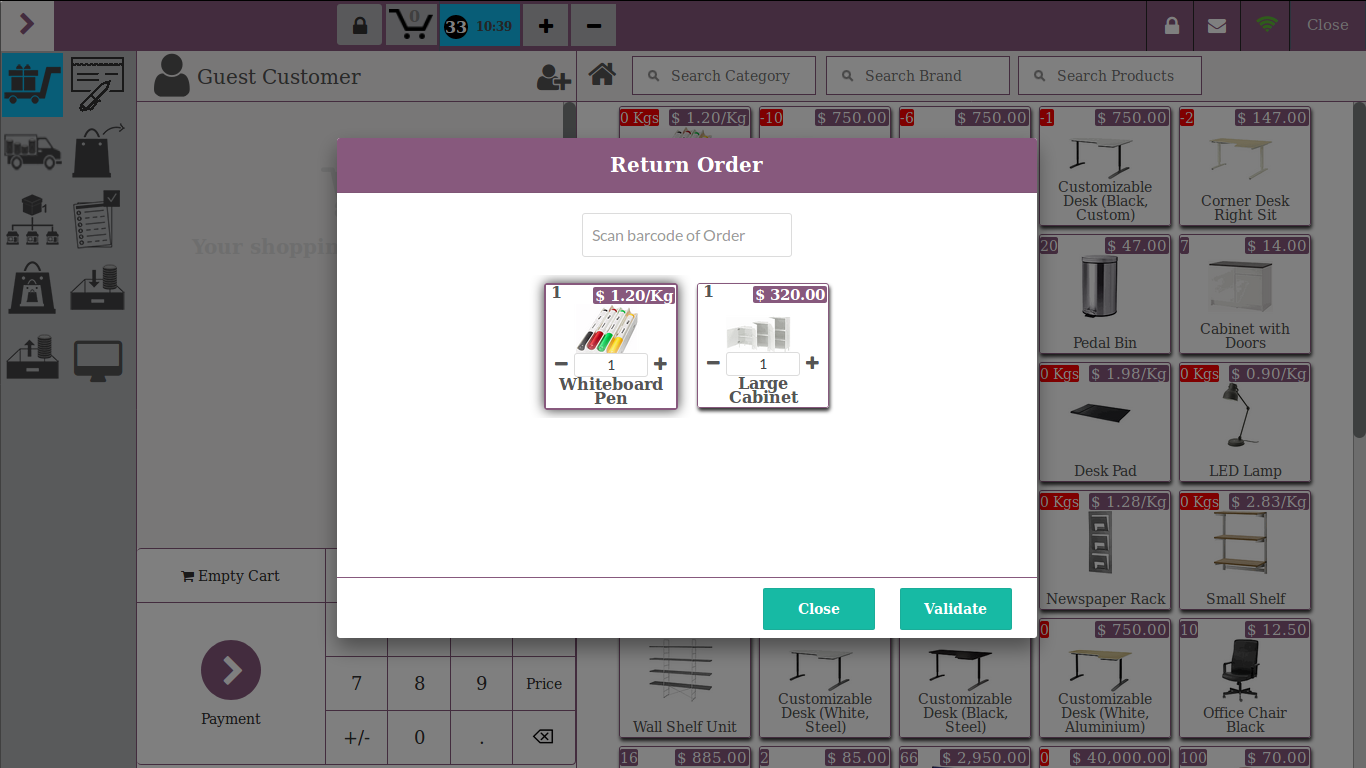 0
33 10:39
Close
Guest Customer
Search Category
Search Brand
Search Products
0 Kgs $ 1.20/Kg
-10 $ 750.00
-6 $ 750.00
-1 $ 750.00
Customizable
Desk (Black,
Custom)
-2 $ 147.00
Corner Desk
Right Sit
Your shoppin
Return Order
Scan barcode of Order
1 $ 1.20/Kg
1
Whiteboard
Pen
1 $ 320.00
1
Large
Cabinet
Close
Validate
20 $ 47.00
Pedal Bin
7 $ 14.00
Cabinet with
Doors
0 Kgs $ 1.98/Kg
Desk Pad
0 Kgs $ 0.90/Kg
LED Lamp
0 Kgs $ 1.28/Kg
Newspaper Rack
0 Kgs $ 2.83/Kg
Small Shelf
Empty Cart
Payment
7 8 9 Price
+/- 0 .
Wall Shelf Unit
Customizable
Desk (White,
Steel)
Customizable
Desk (Black,
Steel)
0 $ 750.00
Customizable
Desk (White,
Aluminium)
10 $ 12.50
Office Chair
Black
16 $ 885.00
2 $ 85.00
66 $ 2,950.00
0 $ 40,000.00
100 $ 70.00